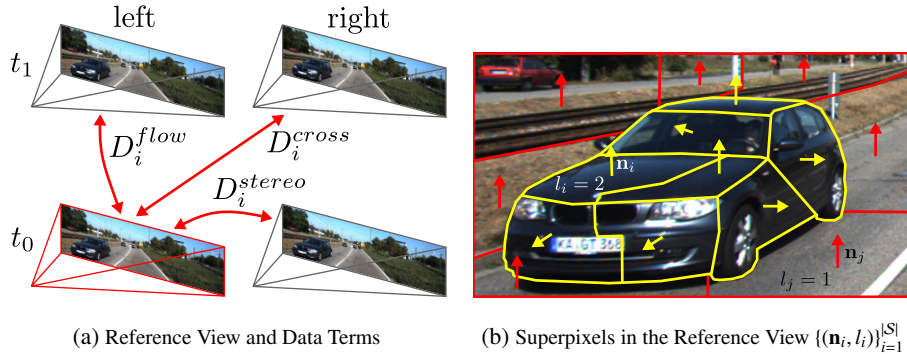 left right
t_1
D_i^{flow} D_i^{cross}
D_i^{stereo}
t_0
n_i
l_i = 2
KA GT 368
n_j
l_j = 1
(a) Reference View and Data Terms
(b) Superpixels in the Reference View {(n_i, l_i)}_{i=1}^{|S|}